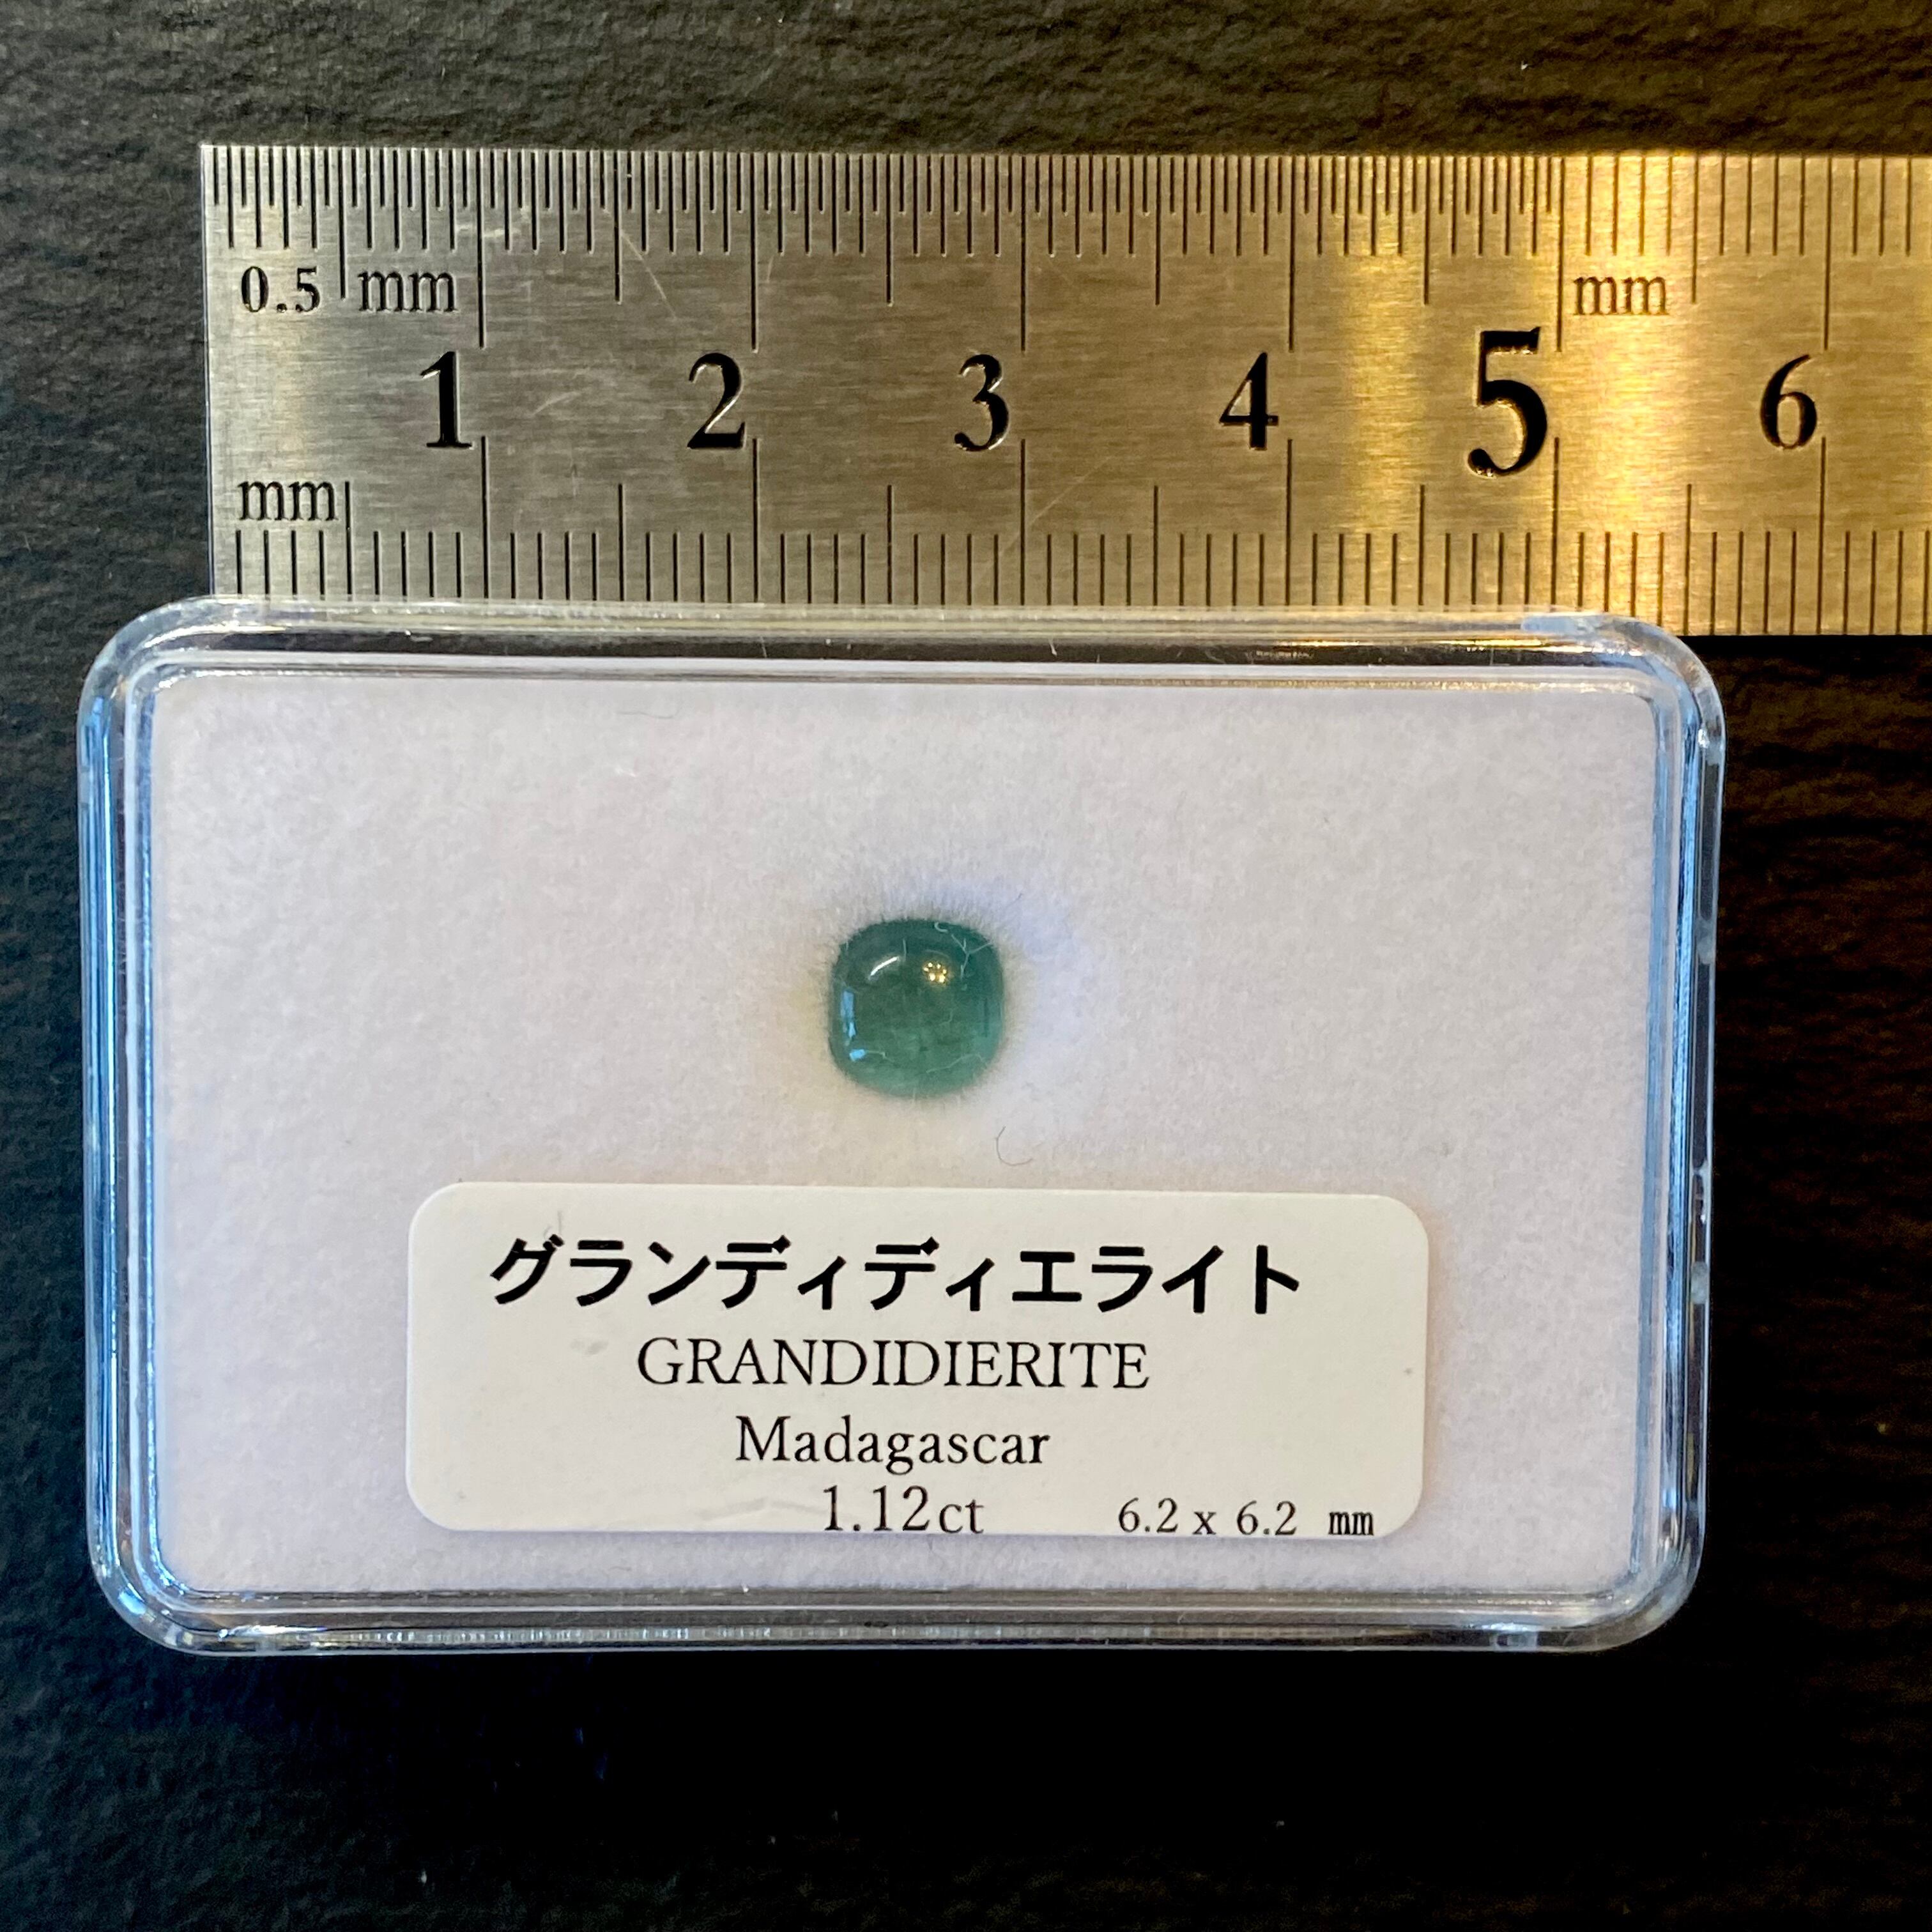 0.5 mm mm
1 2 3 4 5 6
mm
グランディディエライト
GRANDIDIERITE
Madagascar
1.12ct 6.2 x 6.2 ㎜